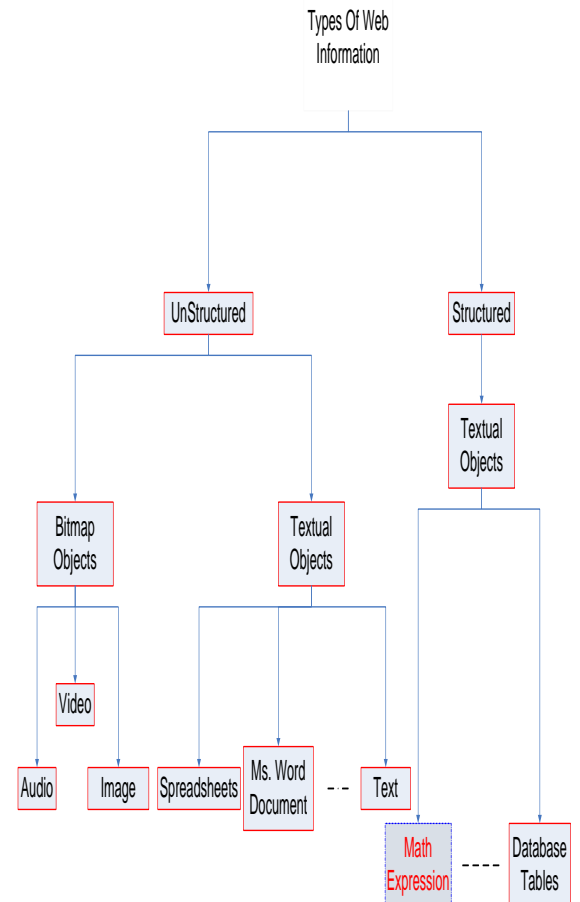 Types Of Web
Information
UnStructured
Structured
Textual
Objects
Bitmap
Objects
Textual
Objects
Video
Audio
Image
Spreadsheets
Ms. Word
Document
Text
Math
Expression
Database
Tables